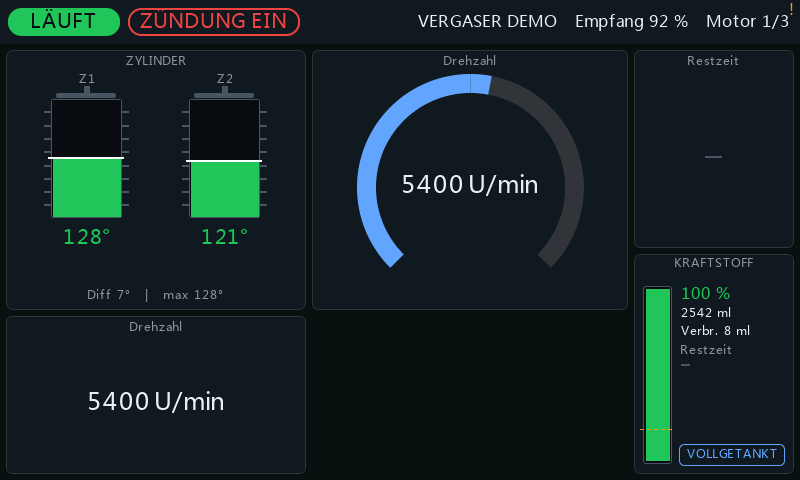 LÄUFT
ZÜNDUNG EIN
VERGASER DEMO
Empfang 92 %
Motor 1/3
!
ZYLINDER
Z1
Z2
128°
121°
Diff 7° | max 128°
Drehzahl
5400 U/min
Restzeit
—
KRAFTSTOFF
100 %
2542 ml
Verbr. 8 ml
Restzeit
—
VOLLGETANKT
Drehzahl
5400 U/min